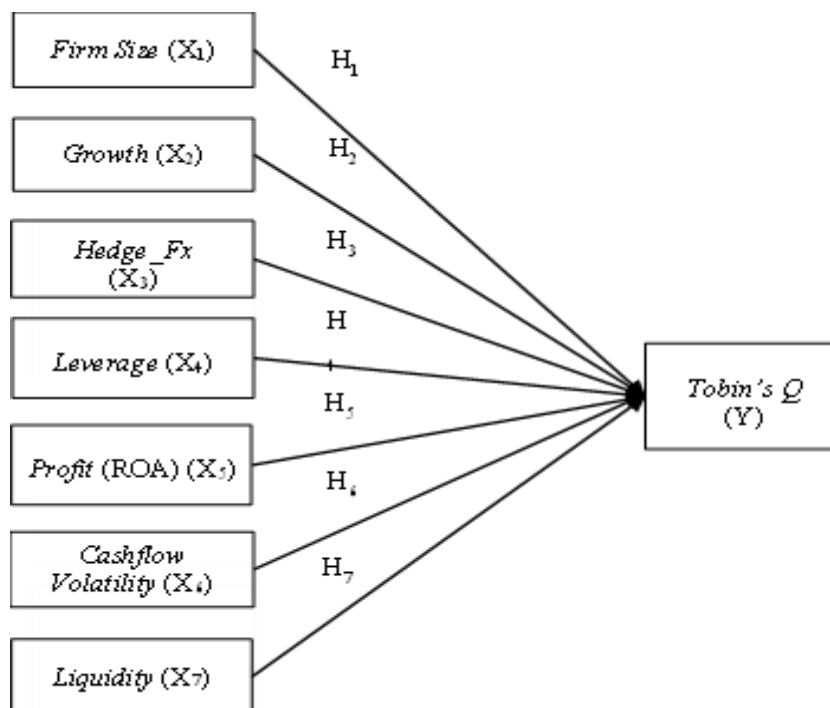 Firm Size (X₁)
H₁
Growth (X₂)
H₂
Hedge_Fx
(X₃)
H₃
Leverage (X₄)
H
Tobin's Q
(Y)
Profit (ROA) (X₅)
H₅
Cashflow
Volatility (X₆)
H₆
Liquidity (X₇)
H₇